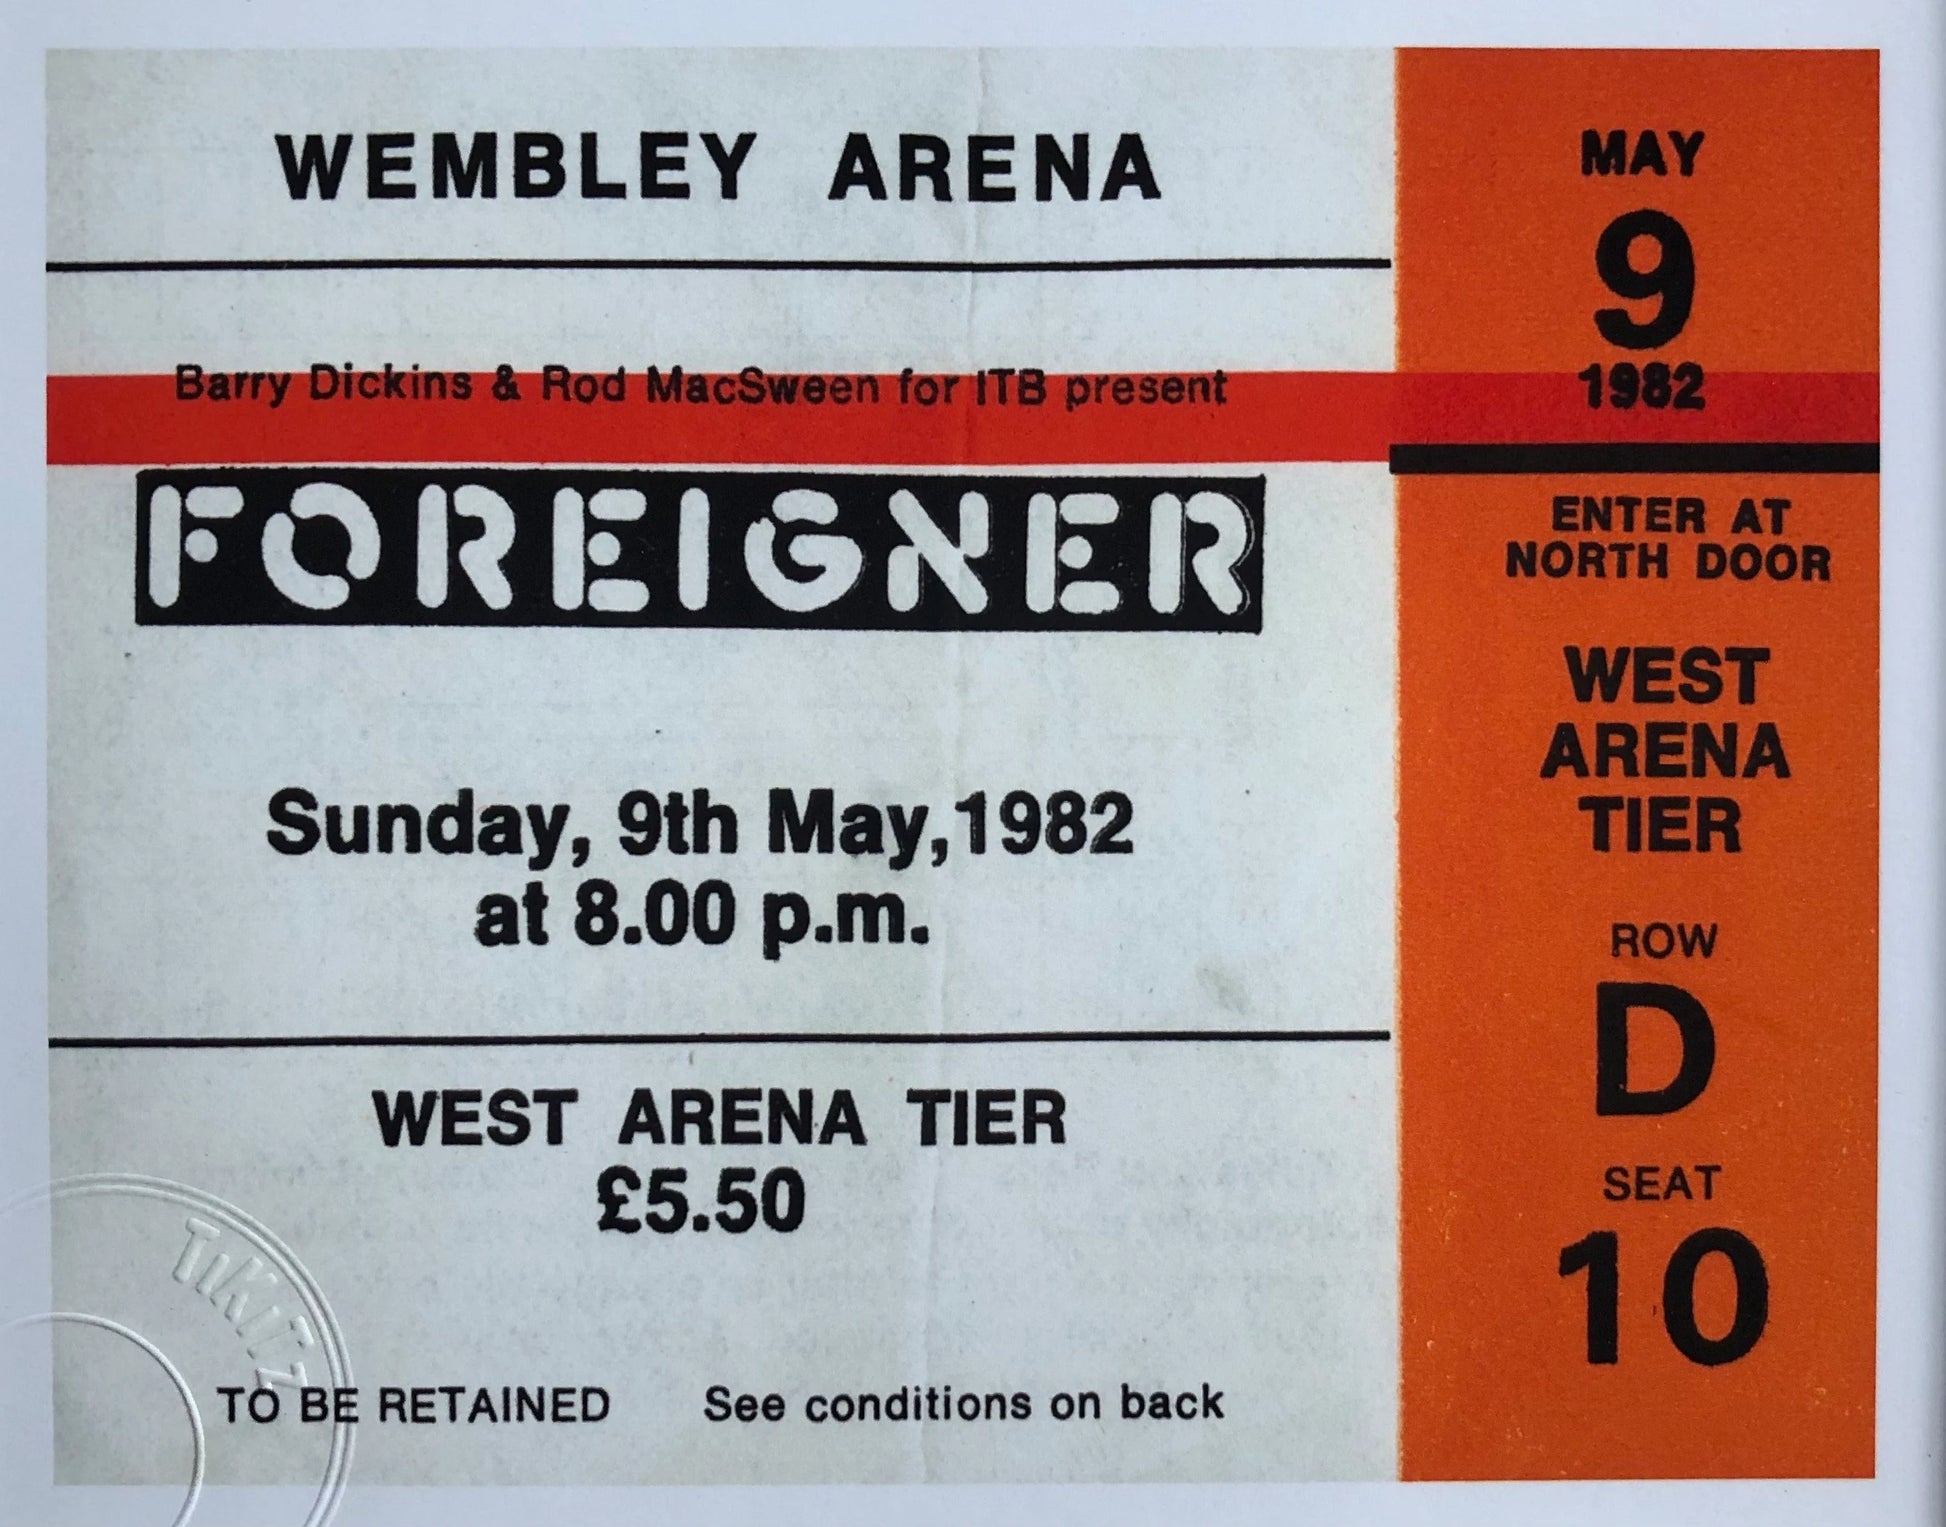 WEMBLEY ARENA
Barry Dickins & Rod MacSween for ITB present
FOREIGNER
Sunday, 9th May,1982
at 8.00 p.m.
WEST ARENA TIER
£5.50
TO BE RETAINED See conditions on back
TiKiTZ
MAY
9
1982
ENTER AT
NORTH DOOR
WEST
ARENA
TIER
ROW
D
SEAT
10